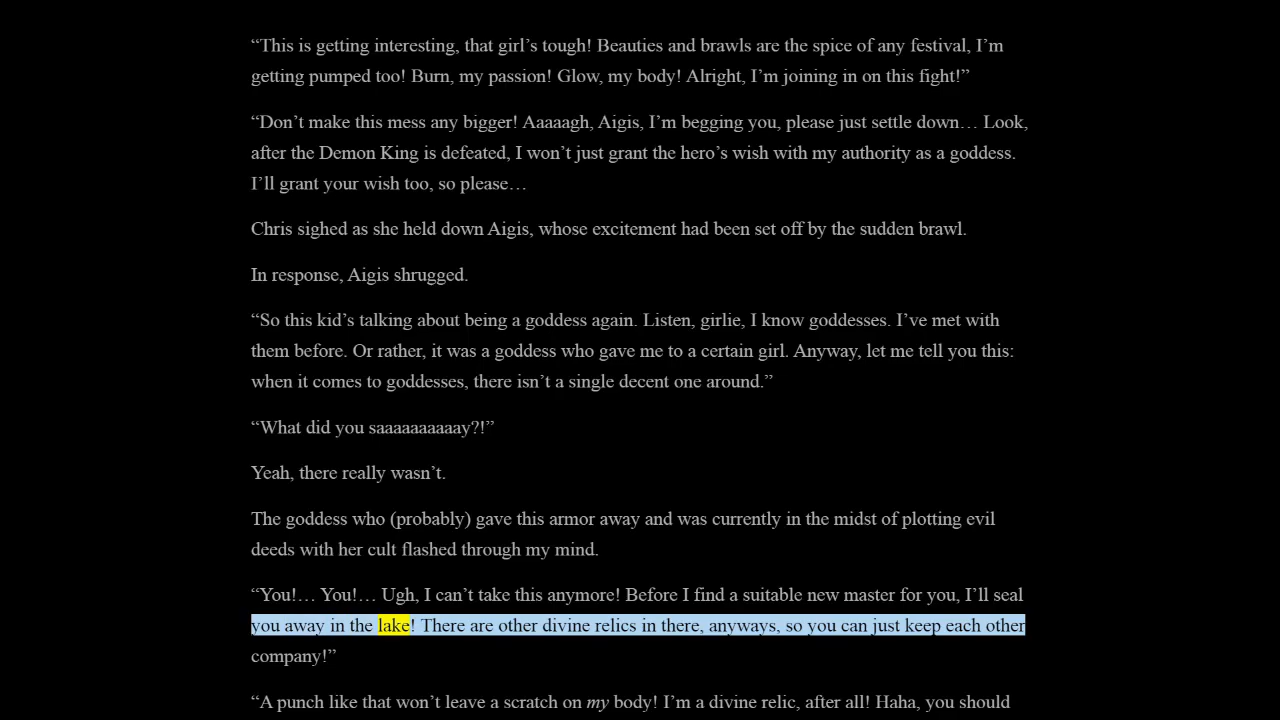 “This is getting interesting, that girl’s tough! Beauties and brawls are the spice of any festival, I’m
getting pumped too! Burn, my passion! Glow, my body! Alright, I’m joining in on this fight!”
“Don’t make this mess any bigger! Aaaaagh, Aigis, I’m begging you, please just settle down… Look,
after the Demon King is defeated, I won’t just grant the hero’s wish with my authority as a goddess.
I’ll grant your wish too, so please…
Chris sighed as she held down Aigis, whose excitement had been set off by the sudden brawl.
In response, Aigis shrugged.
“So this kid’s talking about being a goddess again. Listen, girlie, I know goddesses. I’ve met with
them before. Or rather, it was a goddess who gave me to a certain girl. Anyway, let me tell you this:
when it comes to goddesses, there isn’t a single decent one around.”
“What did you saaaaaaaaaay?!”
Yeah, there really wasn’t.
The goddess who (probably) gave this armor away and was currently in the midst of plotting evil
deeds with her cult flashed through my mind.
“You!… You!… Ugh, I can’t take this anymore! Before I find a suitable new master for you, I’ll seal
you away in the lake! There are other divine relics in there, anyways, so you can just keep each other
company!”
“A punch like that won’t leave a scratch on my body! I’m a divine relic, after all! Haha, you should